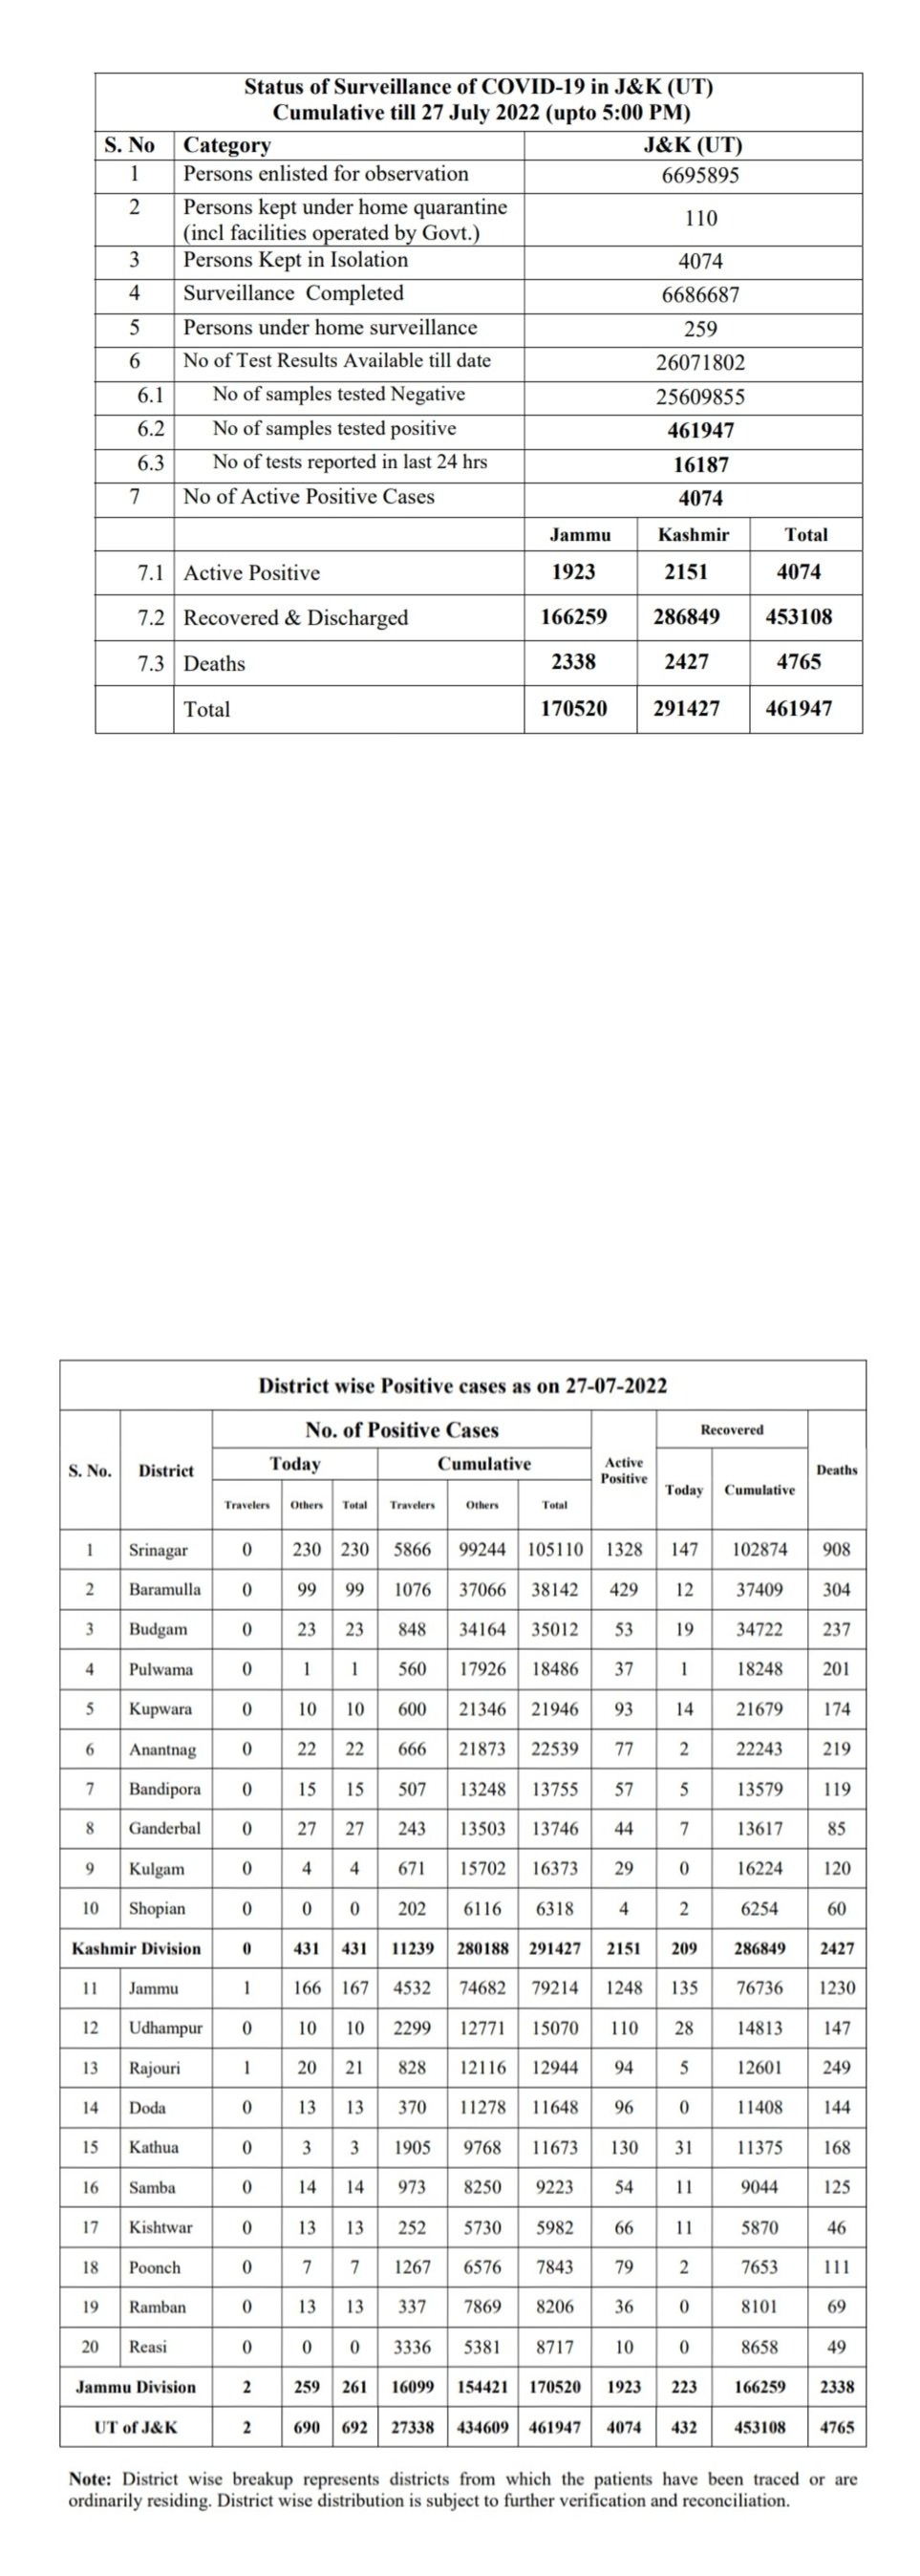 Status of Surveillance of COVID-19 in J&K (UT)
Cumulative till 27 July 2022 (upto 5:00 PM)
S. No Category J&K (UT)
1 Persons enlisted for observation 6695895
2 Persons kept under home quarantine
(incl facilities operated by Govt.) 110
3 Persons Kept in Isolation 4074
4 Surveillance Completed 6686687
5 Persons under home surveillance 259
6 No of Test Results Available till date 26071802
6.1 No of samples tested Negative 25609855
6.2 No of samples tested positive 461947
6.3 No of tests reported in last 24 hrs 16187
7 No of Active Positive Cases 4074
Jammu Kashmir Total
7.1 Active Positive 1923 2151 4074
7.2 Recovered & Discharged 166259 286849 453108
7.3 Deaths 2338 2427 4765
Total 170520 291427 461947
District wise Positive cases as on 27-07-2022
S. No. District No. of Positive Cases Active Positive Recovered Deaths
Today Cumulative Today Cumulative
Travelers Others Total Travelers Others Total
1 Srinagar 0 230 230 5866 99244 105110 1328 147 102874 908
2 Baramulla 0 99 99 1076 37066 38142 429 12 37409 304
3 Budgam 0 23 23 848 34164 35012 53 19 34722 237
4 Pulwama 0 1 1 560 17926 18486 37 1 18248 201
5 Kupwara 0 10 10 600 21346 21946 93 14 21679 174
6 Anantnag 0 22 22 666 21873 22539 77 2 22243 219
7 Bandipora 0 15 15 507 13248 13755 57 5 13579 119
8 Ganderbal 0 27 27 243 13503 13746 44 7 13617 85
9 Kulgam 0 4 4 671 15702 16373 29 0 16224 120
10 Shopian 0 0 0 202 6116 6318 4 2 6254 60
Kashmir Division 0 431 431 11239 280188 291427 2151 209 286849 2427
11 Jammu 1 166 167 4532 74682 79214 1248 135 76736 1230
12 Udhampur 0 10 10 2299 12771 15070 110 28 14813 147
13 Rajouri 1 20 21 828 12116 12944 94 5 12601 249
14 Doda 0 13 13 370 11278 11648 96 0 11408 144
15 Kathua 0 3 3 1905 9768 11673 130 31 11375 168
16 Samba 0 14 14 973 8250 9223 54 11 9044 125
17 Kishtwar 0 13 13 252 5730 5982 66 11 5870 46
18 Poonch 0 7 7 1267 6576 7843 79 2 7653 111
19 Ramban 0 13 13 337 7869 8206 36 0 8101 69
20 Reasi 0 0 0 3336 5381 8717 10 0 8658 49
Jammu Division 2 259 261 16099 154421 170520 1923 223 166259 2338
UT of J&K 2 690 692 27338 434609 461947 4074 432 453108 4765
Note: District wise breakup represents districts from which the patients have been traced or are
ordinarily residing. District wise distribution is subject to further verification and reconciliation.